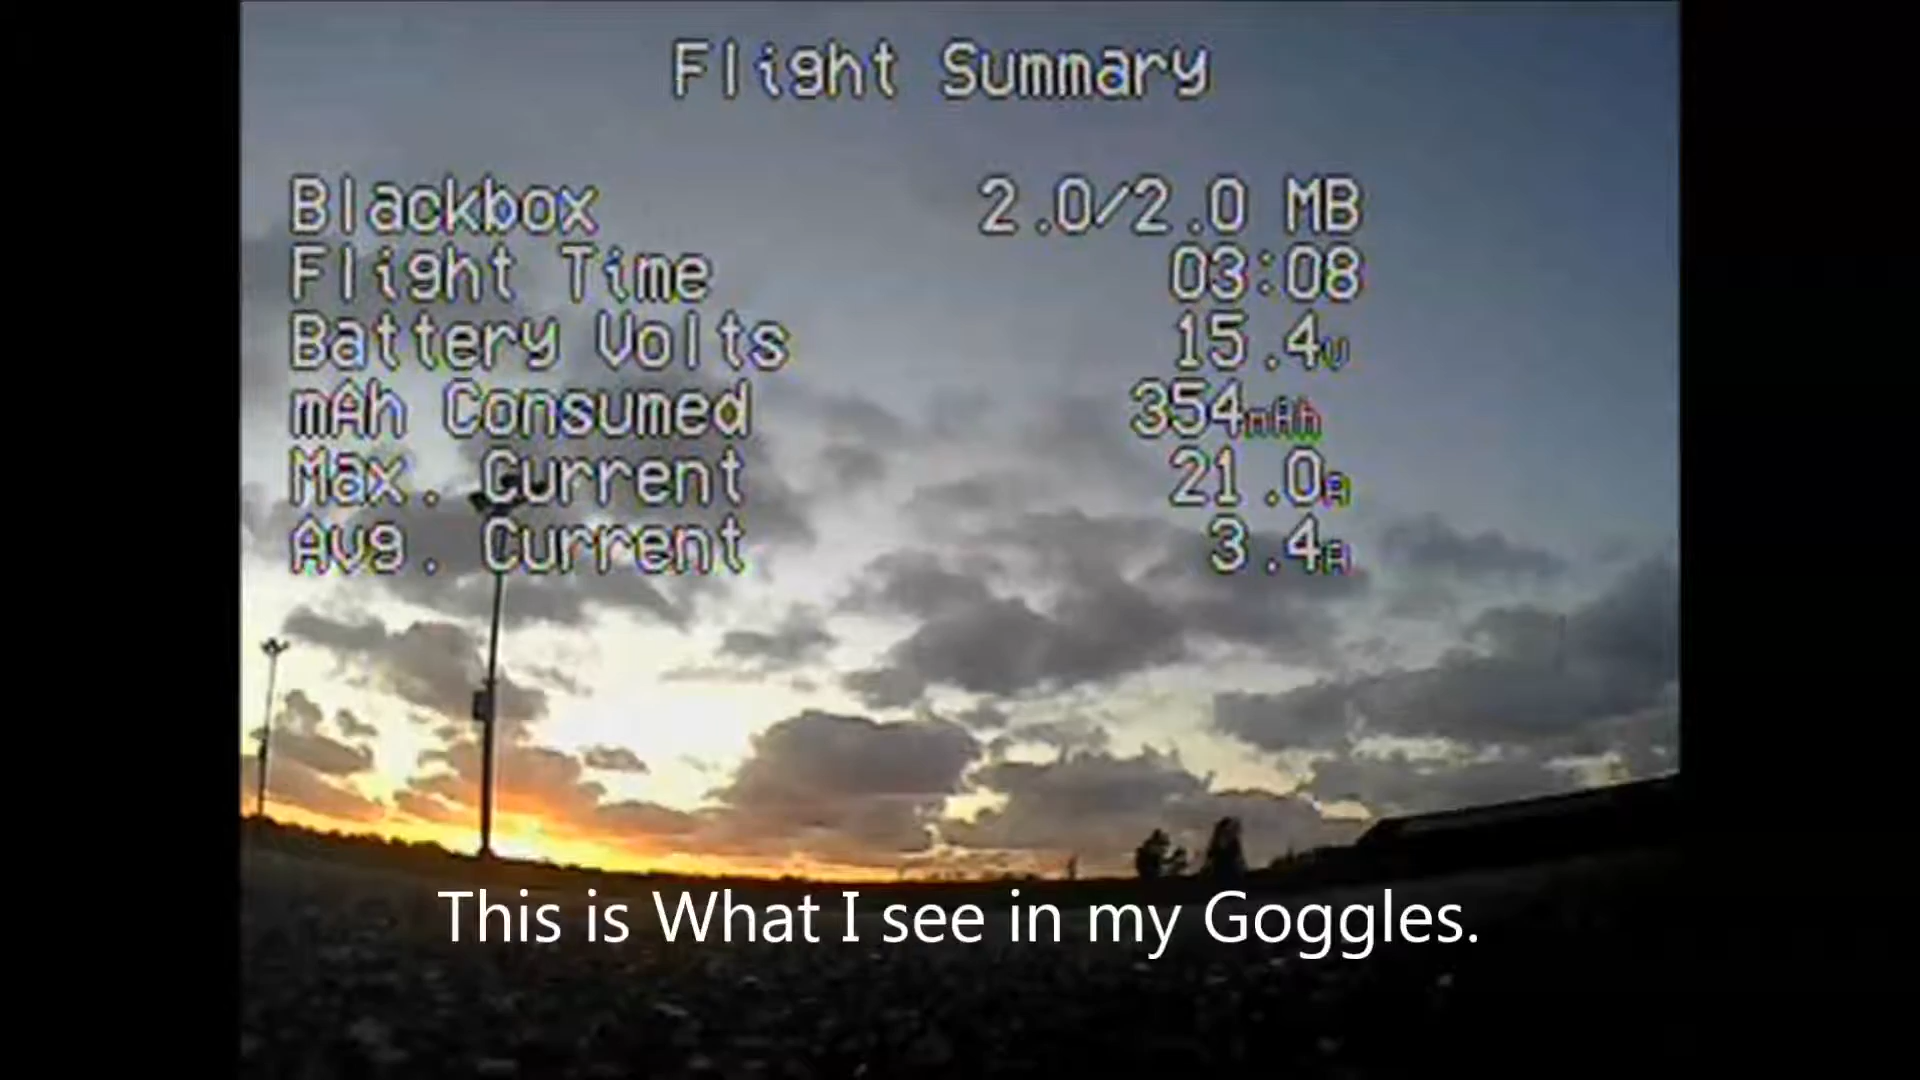 Flight Summary
Blackbox 2.0/2.0 MB
Flight Time 03:08
Battery Volts 15.4V
mAh Consumed 354mAh
Max. Current 21.0A
Avg. Current 3.4A
This is What I see in my Goggles.